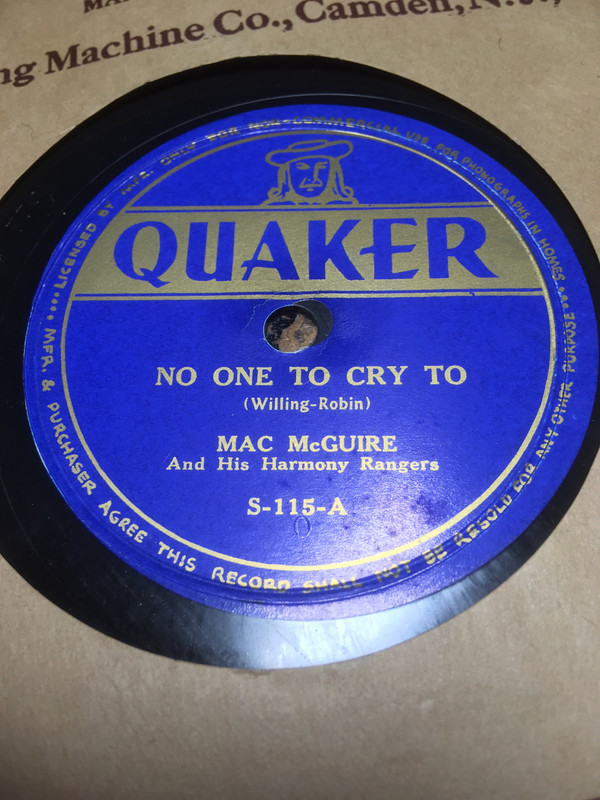 ng Machine Co., Camden, N.J.,
LICENSED BY MFR. ONLY FOR NON-COMMERCIAL USE FOR PHONOGRAPHS IN HOMES
QUAKER
NO ONE TO CRY TO
(Willing-Robin)
MAC McGUIRE
And His Harmony Rangers
S-115-A
MFR. & PURCHASER AGREE THIS RECORD SHALL NOT BE RESOLD FOR ANY OTHER PURPOSE